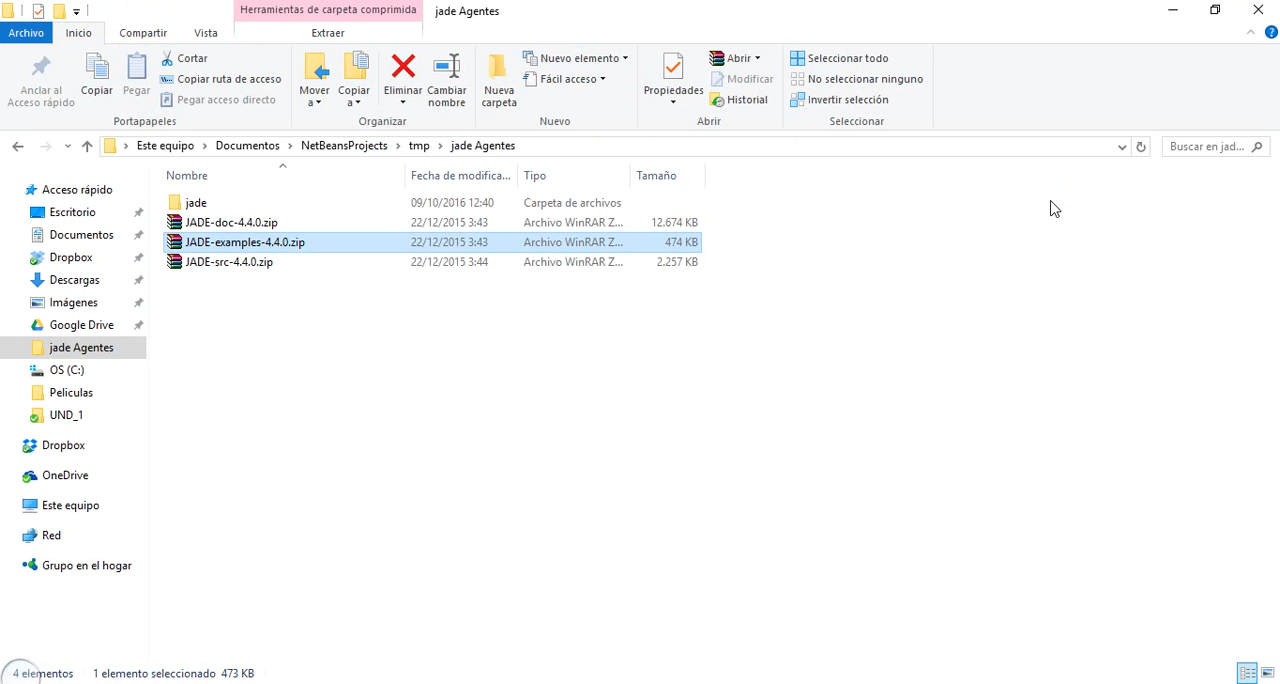 Herramientas de carpeta comprimida
jade Agentes
Archivo
Inicio
Compartir
Vista
Extraer
Anclar al
Acceso rápido
Copiar
Pegar
Cortar
Copiar ruta de acceso
Pegar acceso directo
Portapapeles
Mover
a
Copiar
a
Eliminar
Cambiar
nombre
Organizar
Nueva
carpeta
Nuevo elemento
Fácil acceso
Nuevo
Propiedades
Abrir
Modificar
Historial
Abrir
Seleccionar todo
No seleccionar ninguno
Invertir selección
Seleccionar
Este equipo > Documentos > NetBeansProjects > tmp > jade Agentes
Buscar en jad...
Nombre Fecha de modifica... Tipo Tamaño
jade 09/10/2016 12:40 Carpeta de archivos
JADE-doc-4.4.0.zip 22/12/2015 3:43 Archivo WinRAR Z... 12.674 KB
JADE-examples-4.4.0.zip 22/12/2015 3:43 Archivo WinRAR Z... 474 KB
JADE-src-4.4.0.zip 22/12/2015 3:44 Archivo WinRAR Z... 2.257 KB
Acceso rápido
Escritorio
Documentos
Dropbox
Descargas
Imágenes
Google Drive
jade Agentes
OS (C:)
Peliculas
UND_1
Dropbox
OneDrive
Este equipo
Red
Grupo en el hogar
4 elementos 1 elemento seleccionado 473 KB